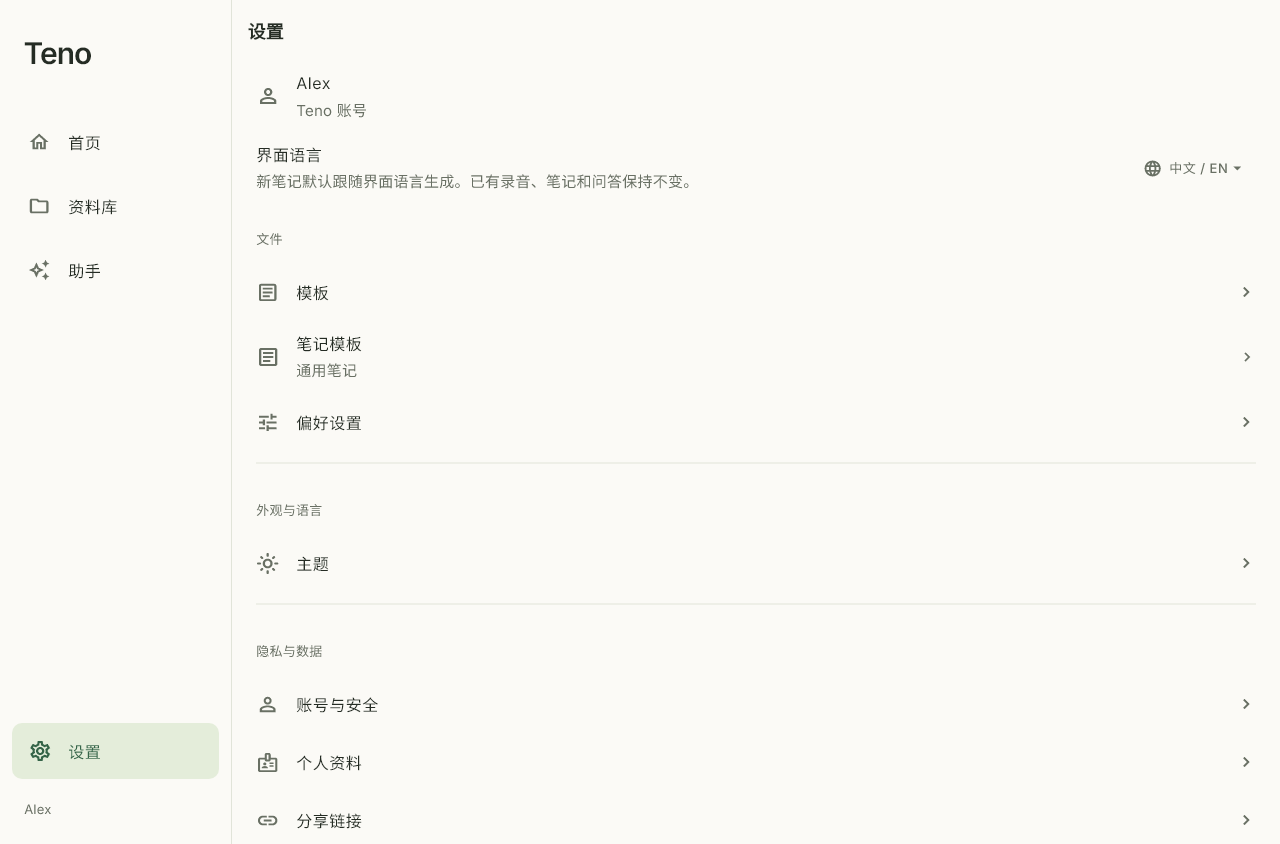 Teno
首页
资料库
助手
设置
Alex
设置
Alex
Teno 账号
界面语言
新笔记默认跟随界面语言生成。已有录音、笔记和问答保持不变。
中文 / EN
文件
模板
笔记模板
通用笔记
偏好设置
外观与语言
主题
隐私与数据
账号与安全
个人资料
分享链接